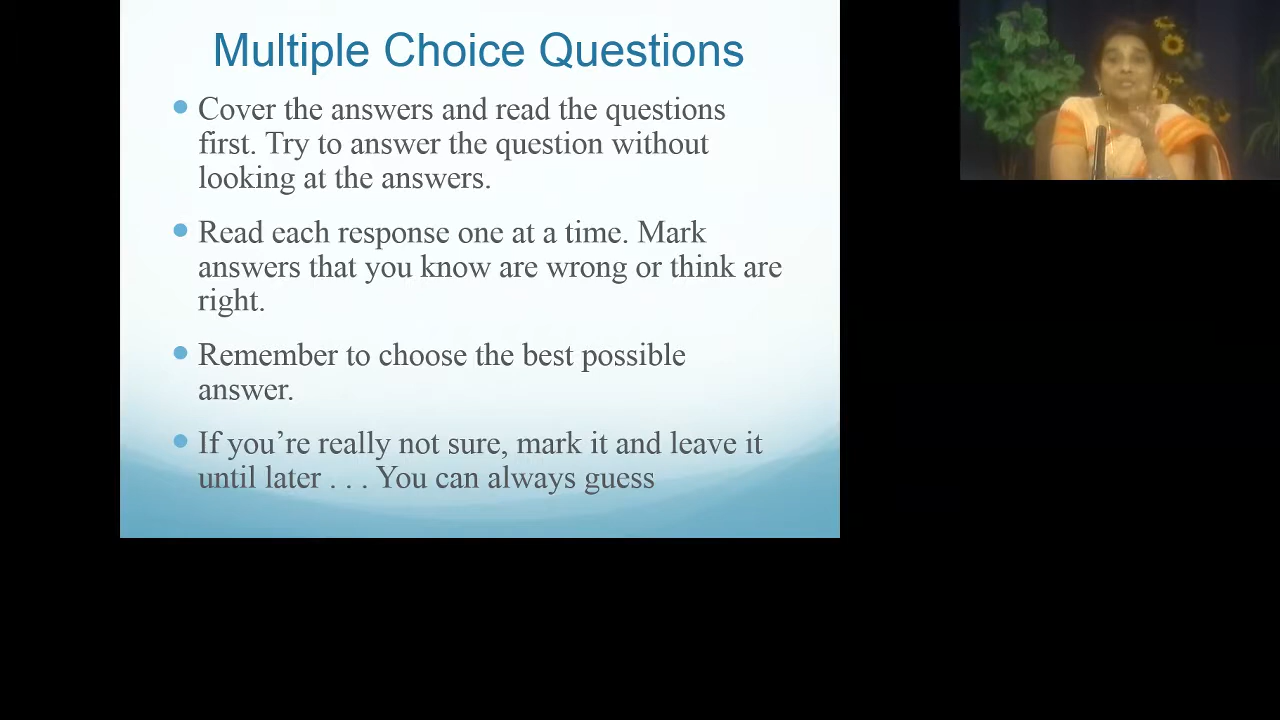 Multiple Choice Questions
Cover the answers and read the questions
first. Try to answer the question without
looking at the answers.
Read each response one at a time. Mark
answers that you know are wrong or think are
right.
Remember to choose the best possible
answer.
If you’re really not sure, mark it and leave it
until later . . . You can always guess